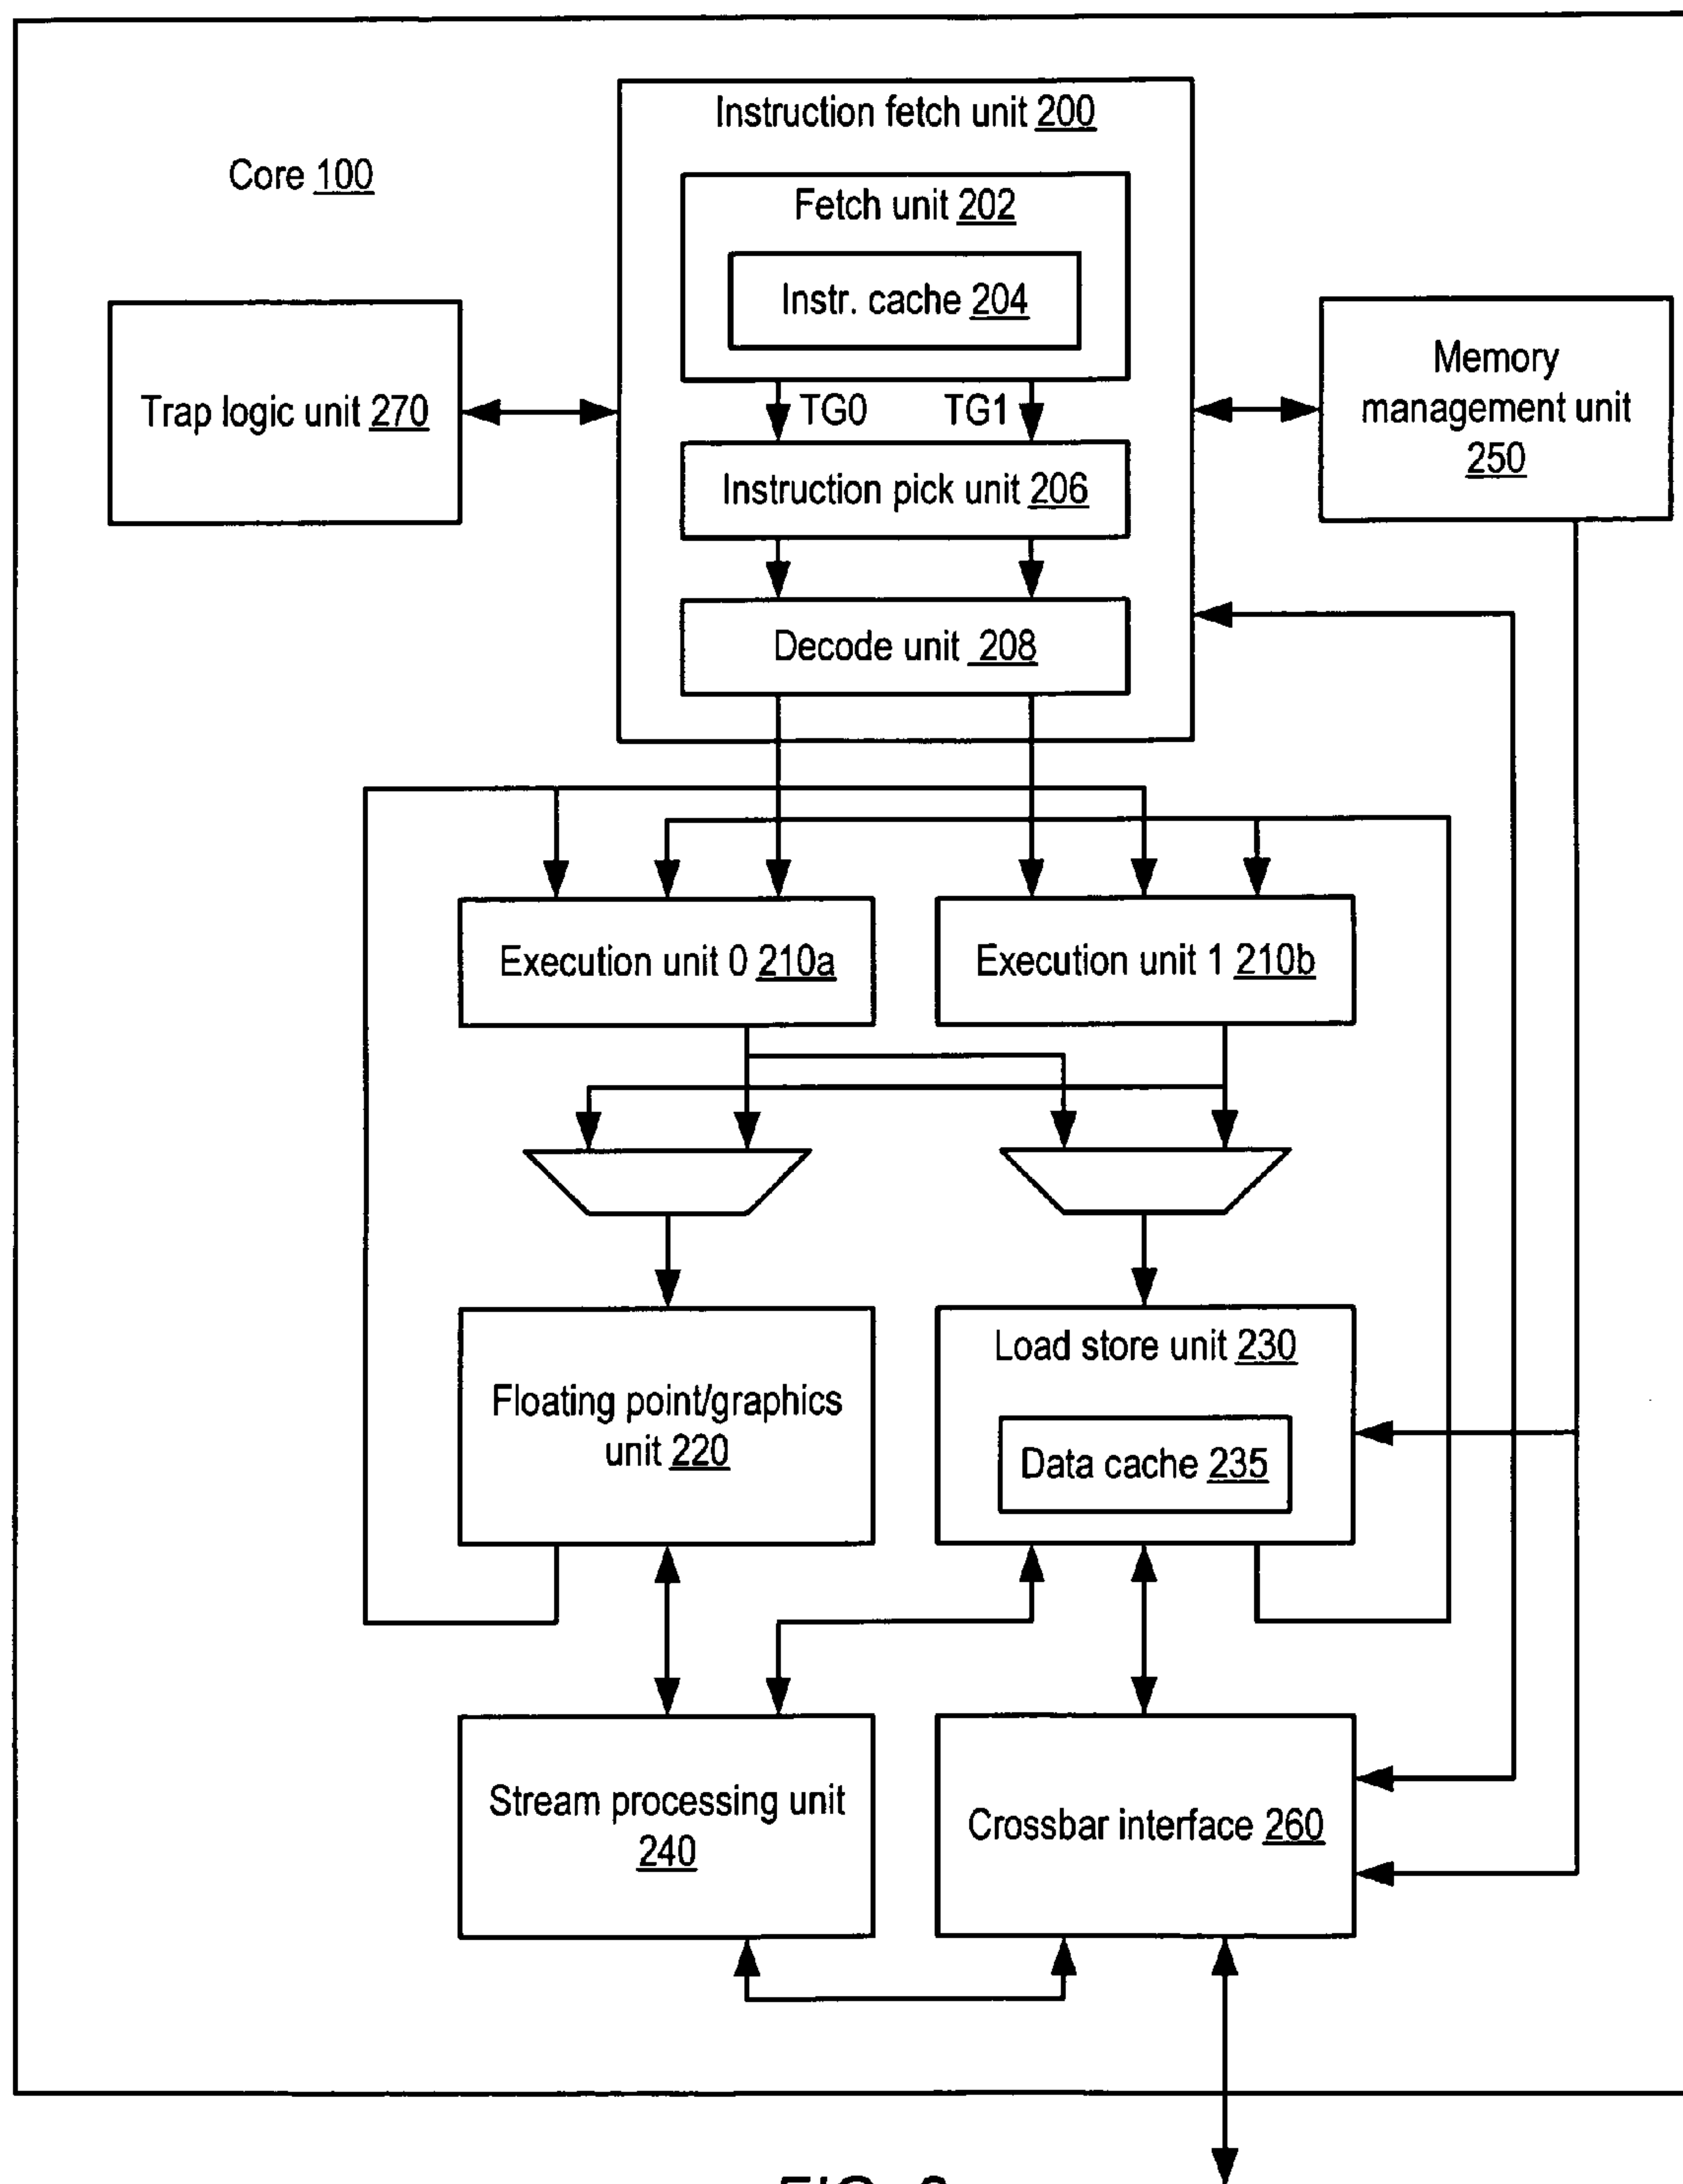 Instruction fetch unit 200
Core 100
Fetch unit 202
Instr. cache 204
Trap logic unit 270
TG0
TG1
Memory
management unit
250
Instruction pick unit 206
Decode unit 208
Execution unit 0 210a
Execution unit 1 210b
Floating point/graphics
unit 220
Load store unit 230
Data cache 235
Stream processing unit
240
Crossbar interface 260